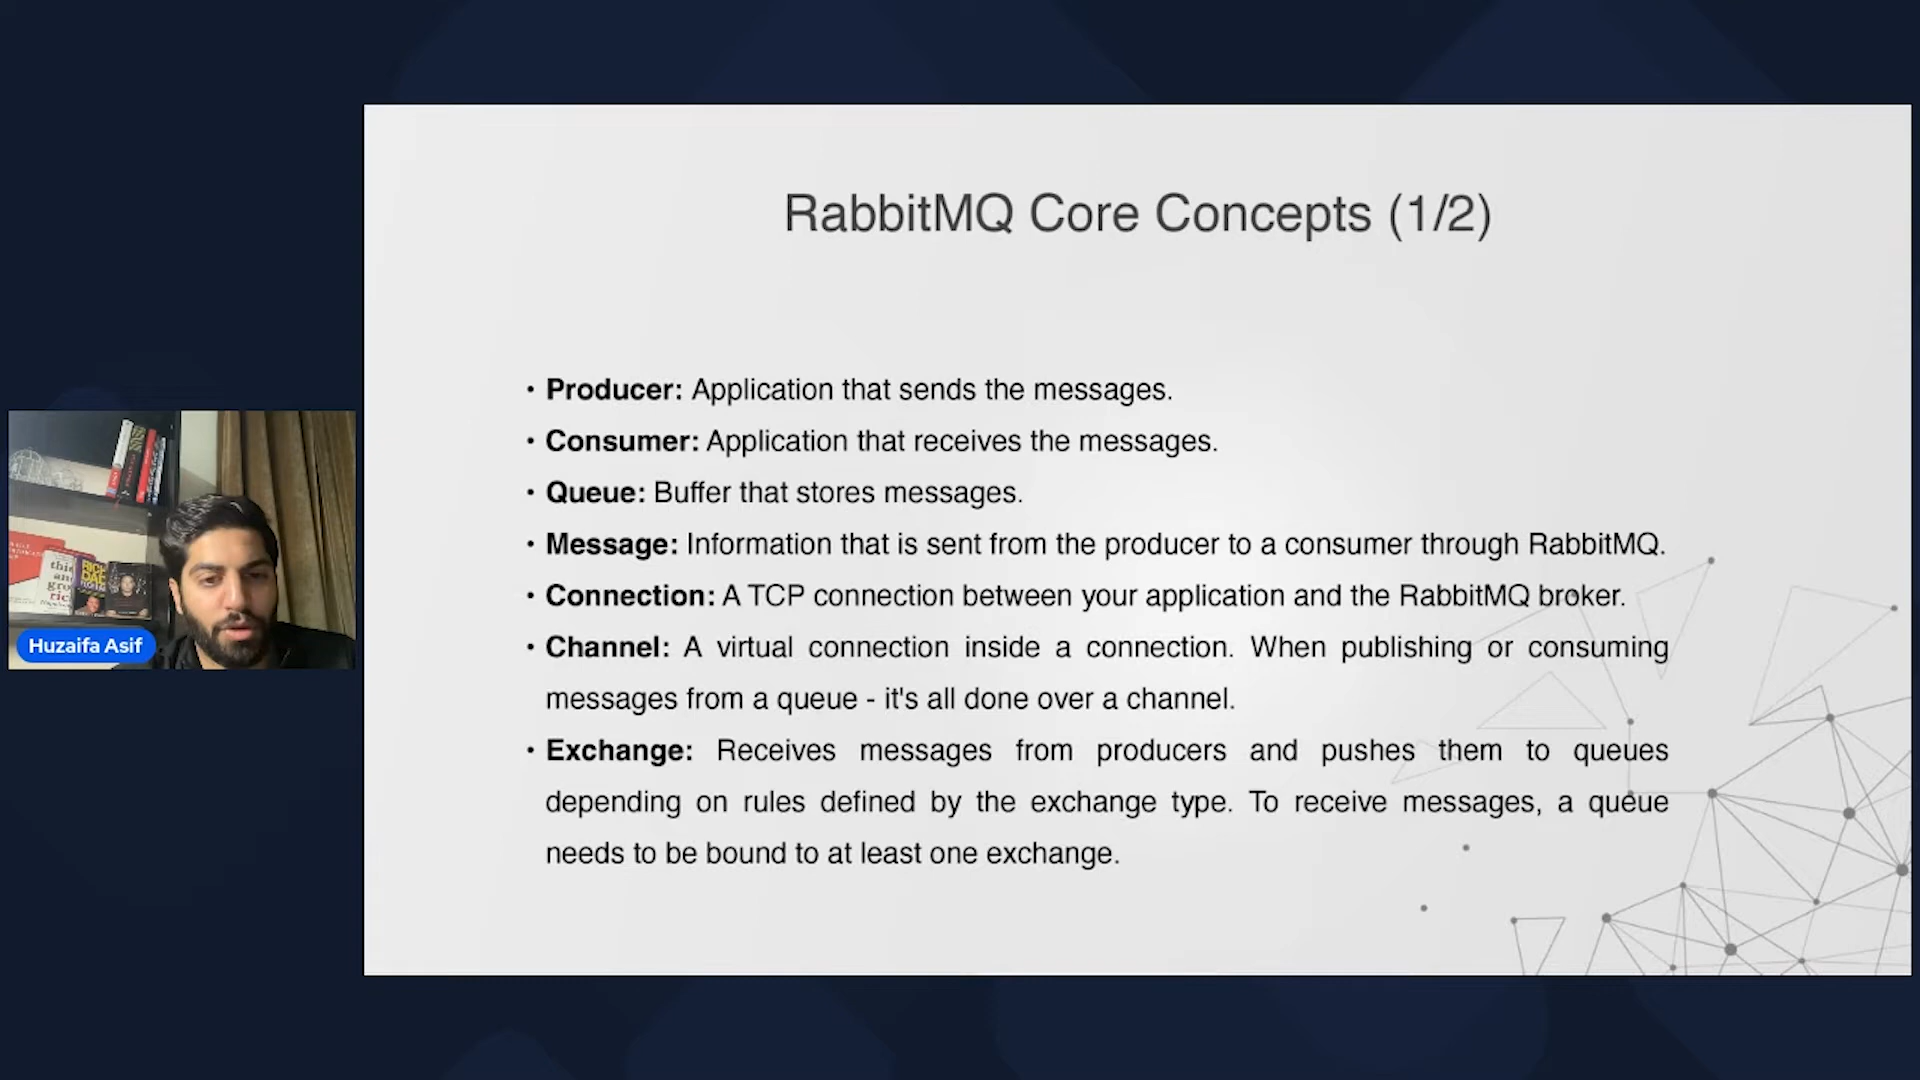 RabbitMQ Core Concepts (1/2)
• Producer: Application that sends the messages.
• Consumer: Application that receives the messages.
• Queue: Buffer that stores messages.
• Message: Information that is sent from the producer to a consumer through RabbitMQ.
• Connection: A TCP connection between your application and the RabbitMQ broker.
• Channel: A virtual connection inside a connection. When publishing or consuming
messages from a queue - it's all done over a channel.
• Exchange: Receives messages from producers and pushes them to queues
depending on rules defined by the exchange type. To receive messages, a queue
needs to be bound to at least one exchange.
RICH
DAD
Huzaifa Asif